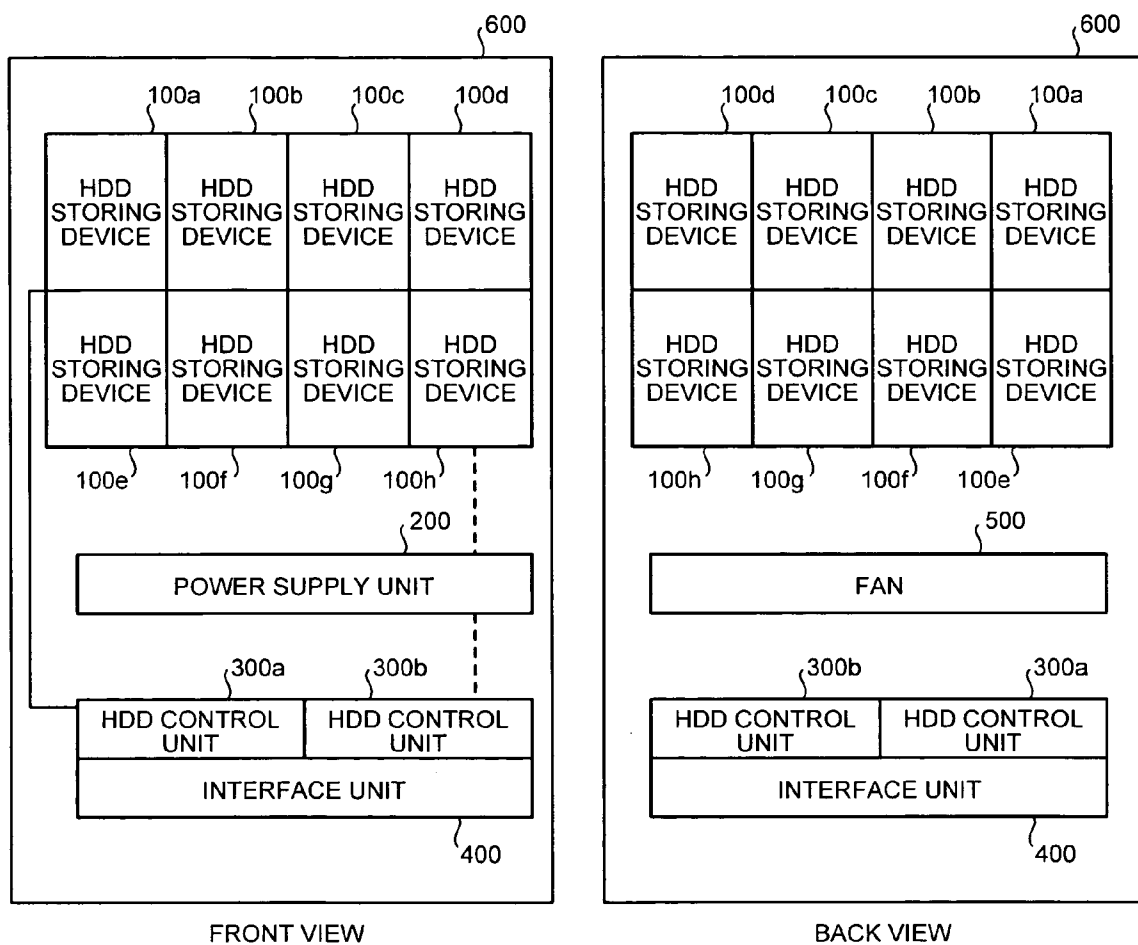 600
100a 100b 100c 100d
HDD STORING DEVICE
HDD STORING DEVICE
HDD STORING DEVICE
HDD STORING DEVICE
HDD STORING DEVICE
HDD STORING DEVICE
HDD STORING DEVICE
HDD STORING DEVICE
100e 100f 100g 100h
200
POWER SUPPLY UNIT
300a 300b
HDD CONTROL UNIT
HDD CONTROL UNIT
INTERFACE UNIT
400
FRONT VIEW
600
100d 100c 100b 100a
HDD STORING DEVICE
HDD STORING DEVICE
HDD STORING DEVICE
HDD STORING DEVICE
HDD STORING DEVICE
HDD STORING DEVICE
HDD STORING DEVICE
HDD STORING DEVICE
100h 100g 100f 100e
500
FAN
300b 300a
HDD CONTROL UNIT
HDD CONTROL UNIT
INTERFACE UNIT
400
BACK VIEW